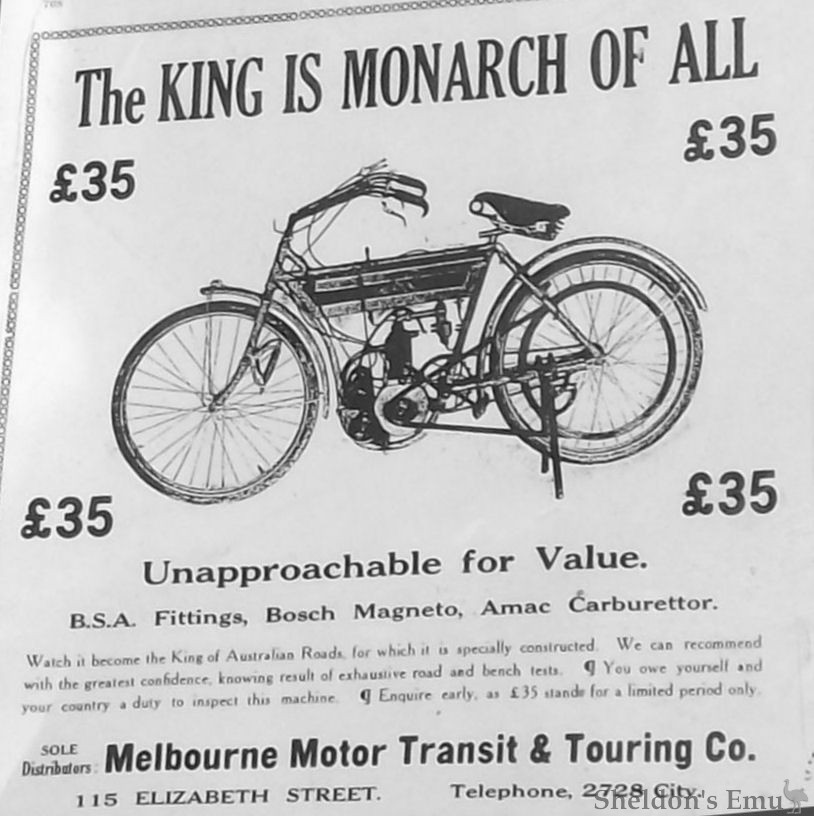 The KING IS MONARCH OF ALL
£35
£35
£35
£35
Unapproachable for Value.
B.S.A. Fittings, Bosch Magneto, Amac Carburettor.
Watch it become the King of Australian Roads, for which it is specially constructed. We can recommend
with the greatest confidence, knowing result of exhaustive road and bench tests. ¶ You owe yourself and
your country a duty to inspect this machine. ¶ Enquire early, as £35 stands for a limited period only.
SOLE
Distributors: Melbourne Motor Transit & Touring Co.
115 ELIZABETH STREET. Telephone, 2728 City.
Sheldon's Emu